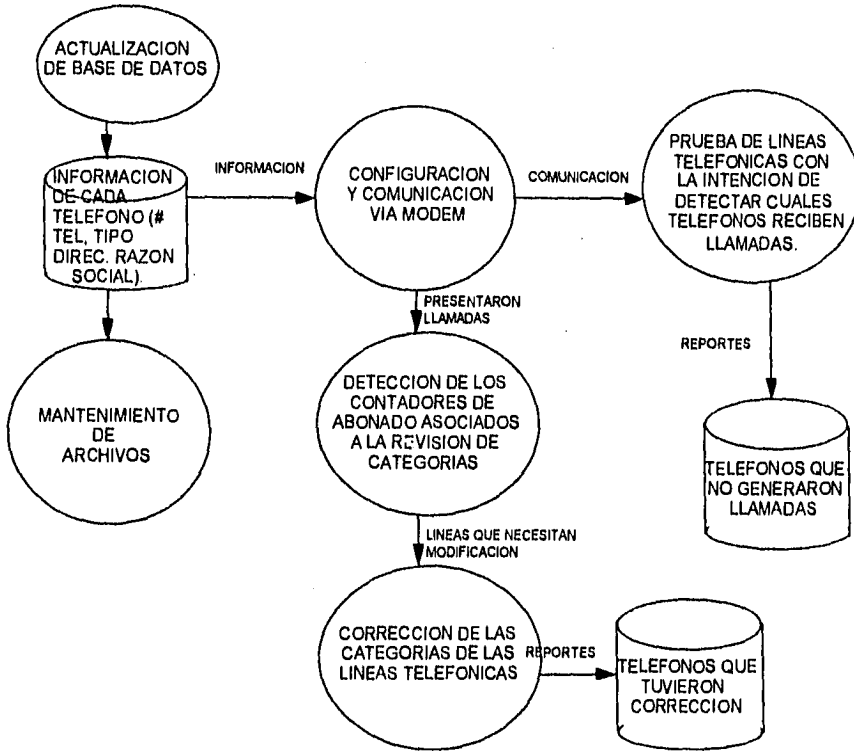 ACTUALIZACION
DE BASE DE DATOS
INFORMACION
DE CADA
TELEFONO (#
TEL, TIPO
DIREC. RAZON
SOCIAL).
INFORMACION
CONFIGURACION
Y COMUNICACION
VIA MODEM
COMUNICACION
PRUEBA DE LINEAS
TELEFONICAS CON
LA INTENCION DE
DETECTAR CUALES
TELEFONOS RECIBEN
LLAMADAS.
PRESENTARON
LLAMADAS
REPORTES
MANTENIMIENTO
DE
ARCHIVOS
DETECCION DE LOS
CONTADORES DE
ABONADO ASOCIADOS
A LA REVISION DE
CATEGORIAS
TELEFONOS QUE
NO GENERARON
LLAMADAS
LINEAS QUE NECESITAN
MODIFICACION
CORRECCION DE LAS
CATEGORIAS DE LAS
LINEAS TELEFONICAS
REPORTES
TELEFONOS QUE
TUVIERON
CORRECCION